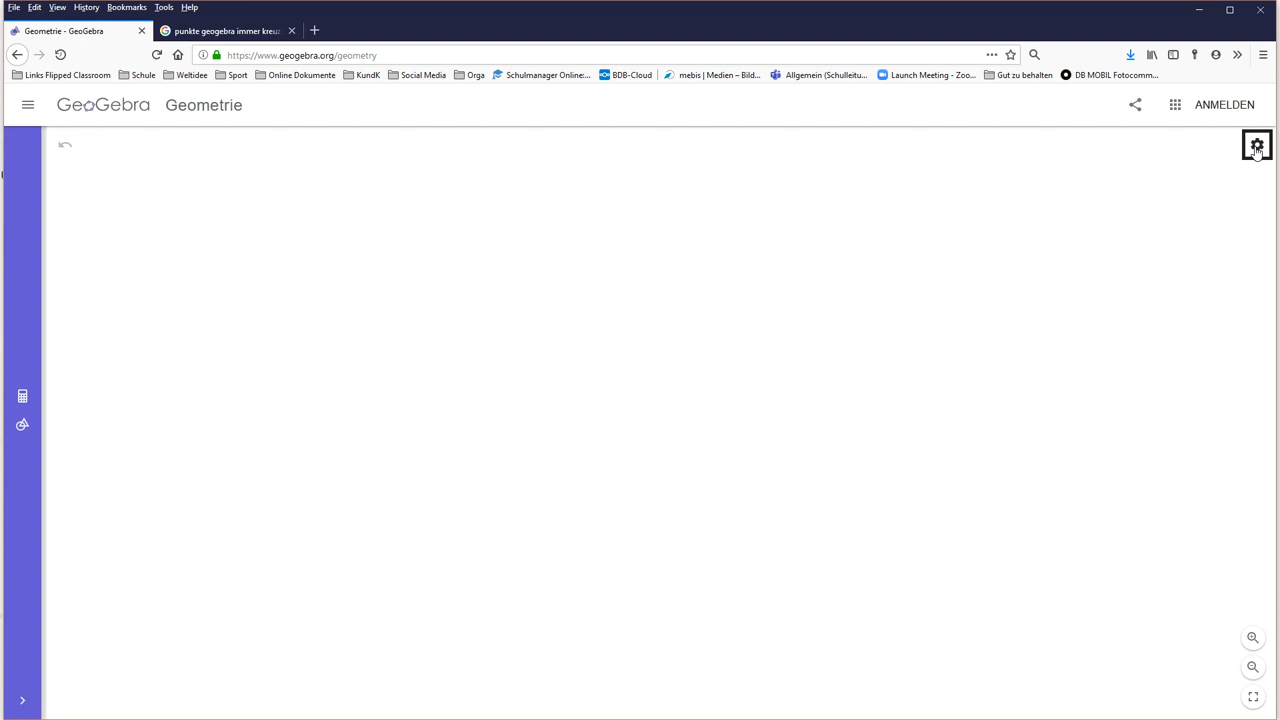 File Edit View History Bookmarks Tools Help
Geometrie - GeoGebra punkte geogebra immer kreuz
https://www.geogebra.org/geometry
Links Flipped Classroom Schule Weltidee Sport Online Dokumente KundK Social Media Orga Schulmanager Online:... BDB-Cloud mebis | Medien – Bild... Allgemein (Schulleitu... Launch Meeting - Zoo... Gut zu behalten DB MOBIL Fotocomm...
GeoGebra Geometrie ANMELDEN